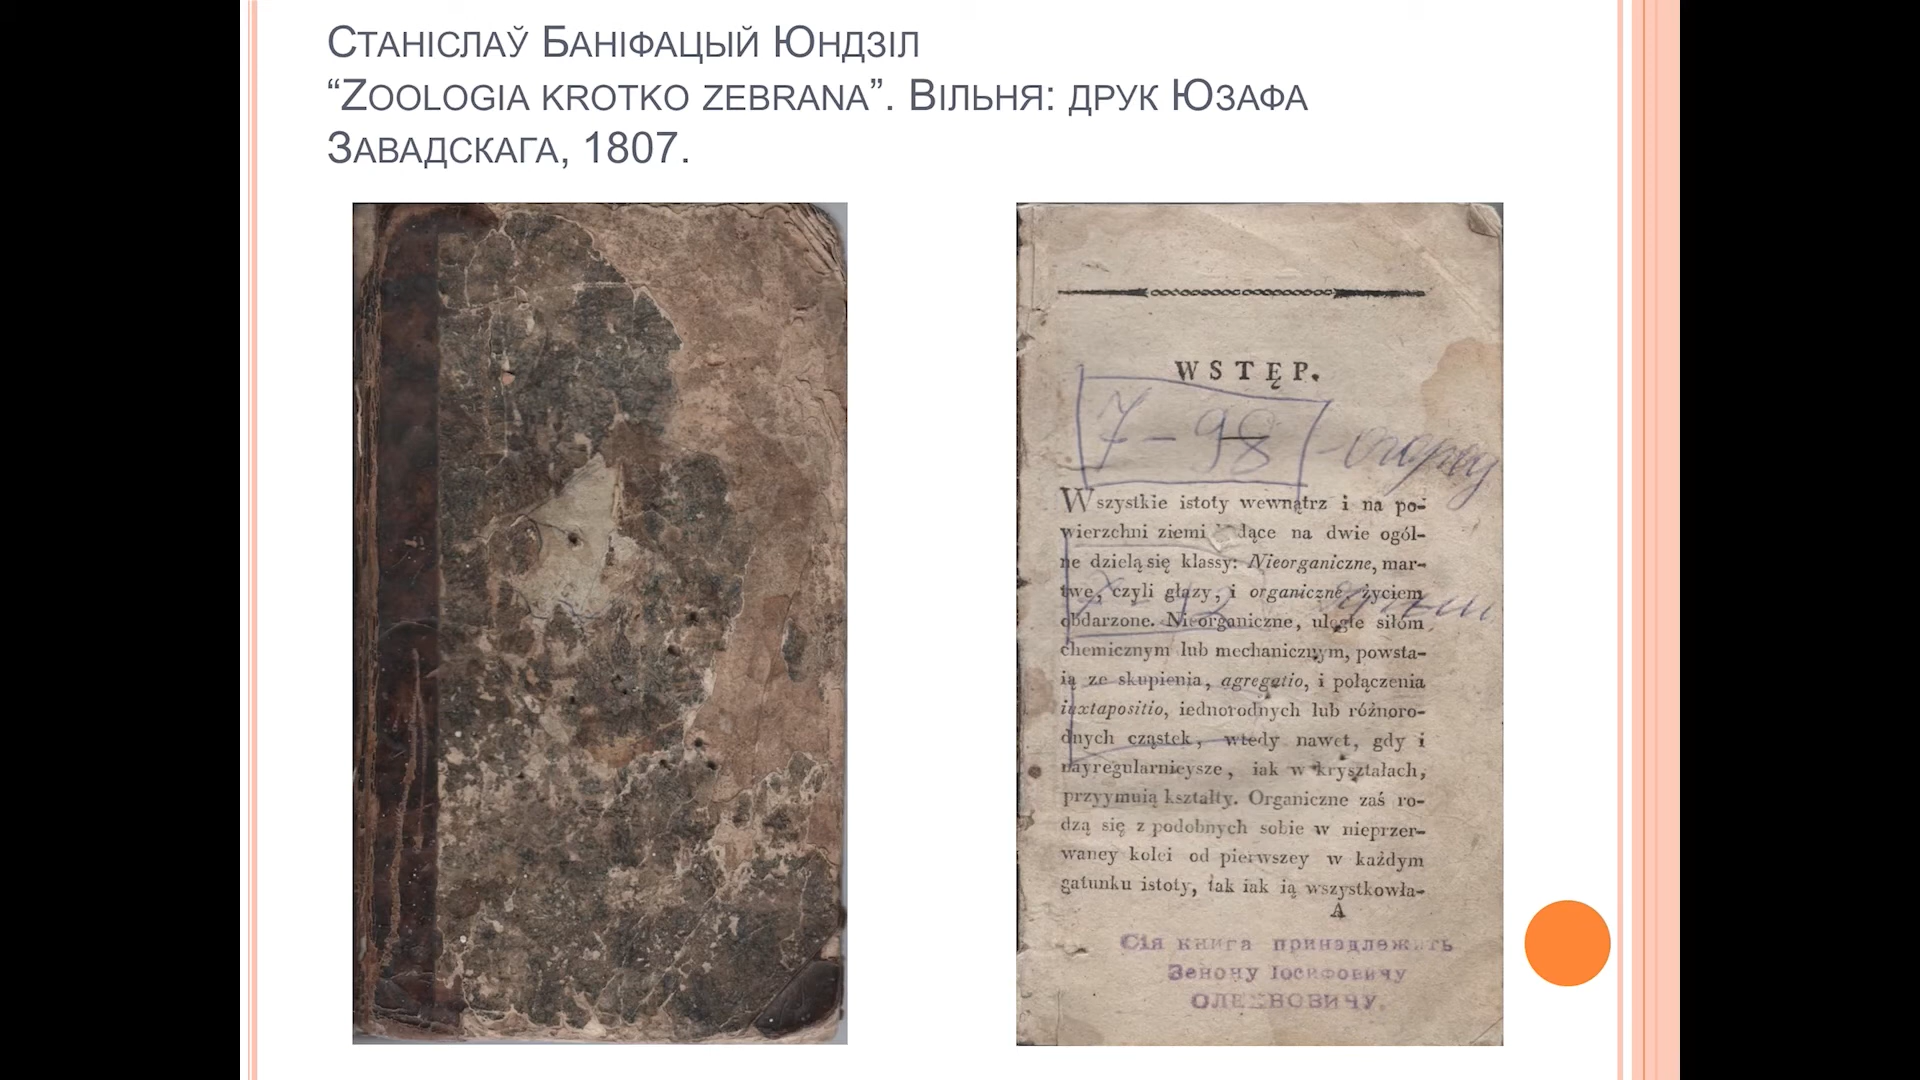 Станіслаў Баніфацый Юндзіл
“Zoologia krotko zebrana”. Вільня: друк Юзафа
Завадскага, 1807.
WSTĘP.
7-98
Wszystkie istoty wewnątrz i na po-
wierzchni ziemi dące na dwie ogól-
ne dzielą się klassy: Nieorganiczne, mar-
twe, czyli głazy, i organiczne, życiem
obdarzone. Nieorganiczne, uległe siłom
chemicznym lub mechanicznym, powsta-
ią ze skupienia, agregatio, i połączenia
iuxtapositio, iednorodnych lub różnoro-
dnych cząstek, wtedy nawet, gdy i
nayregularnieysze, iak w kryształach,
przyymuią kształty. Organiczne zaś ro-
dzą się z podobnych sobie w nieprzer-
waney kolei od pierwszey w każdym
gatunku istoty, tak iak ią wszystkowła-
A
Сія книга принадлежитъ
Зенону Іосифовичу